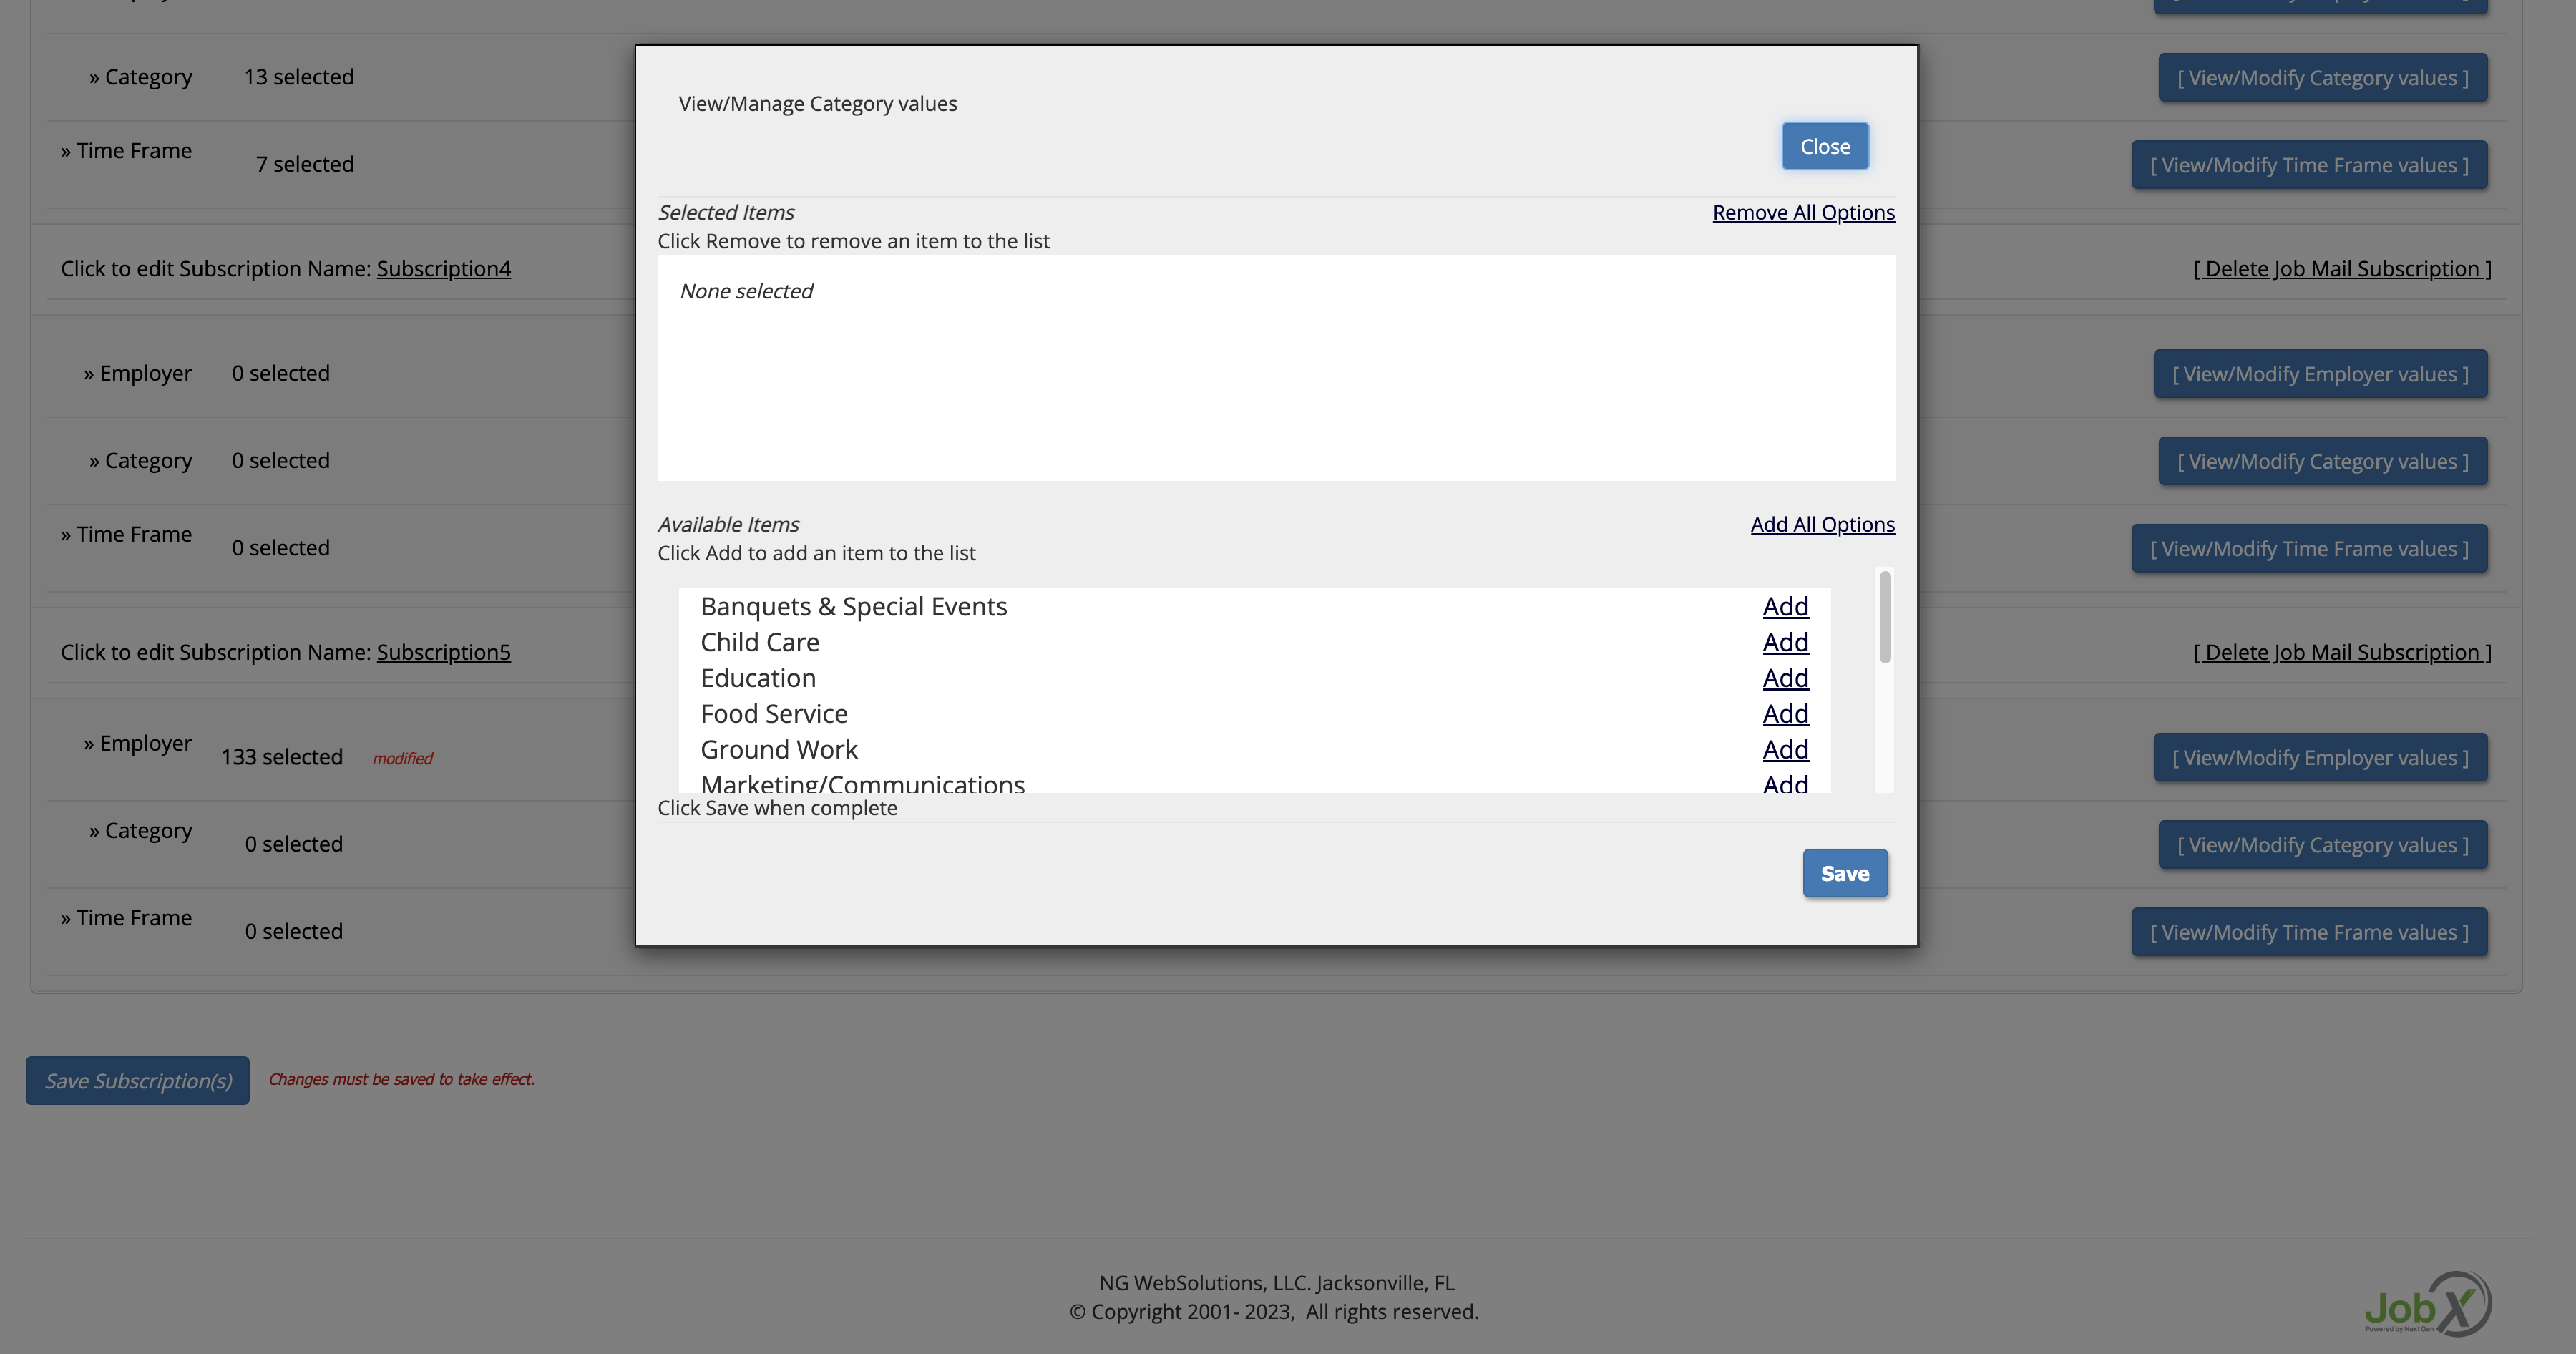 » Category 13 selected [ View/Modify Category values ]
» Time Frame 7 selected [ View/Modify Time Frame values ]
Click to edit Subscription Name: Subscription4 [ Delete Job Mail Subscription ]
» Employer 0 selected [ View/Modify Employer values ]
» Category 0 selected [ View/Modify Category values ]
» Time Frame 0 selected [ View/Modify Time Frame values ]
Click to edit Subscription Name: Subscription5 [ Delete Job Mail Subscription ]
» Employer 133 selected modified [ View/Modify Employer values ]
» Category 0 selected [ View/Modify Category values ]
» Time Frame 0 selected [ View/Modify Time Frame values ]
View/Manage Category values
Close
Selected Items Remove All Options
Click Remove to remove an item to the list
None selected
Available Items Add All Options
Click Add to add an item to the list
Banquets & Special Events Add
Child Care Add
Education Add
Food Service Add
Ground Work Add
Marketing/Communications Add
Click Save when complete
Save
Save Subscription(s) Changes must be saved to take effect.
NG WebSolutions, LLC. Jacksonville, FL
© Copyright 2001- 2023, All rights reserved.
JobX
Powered by Next Gen